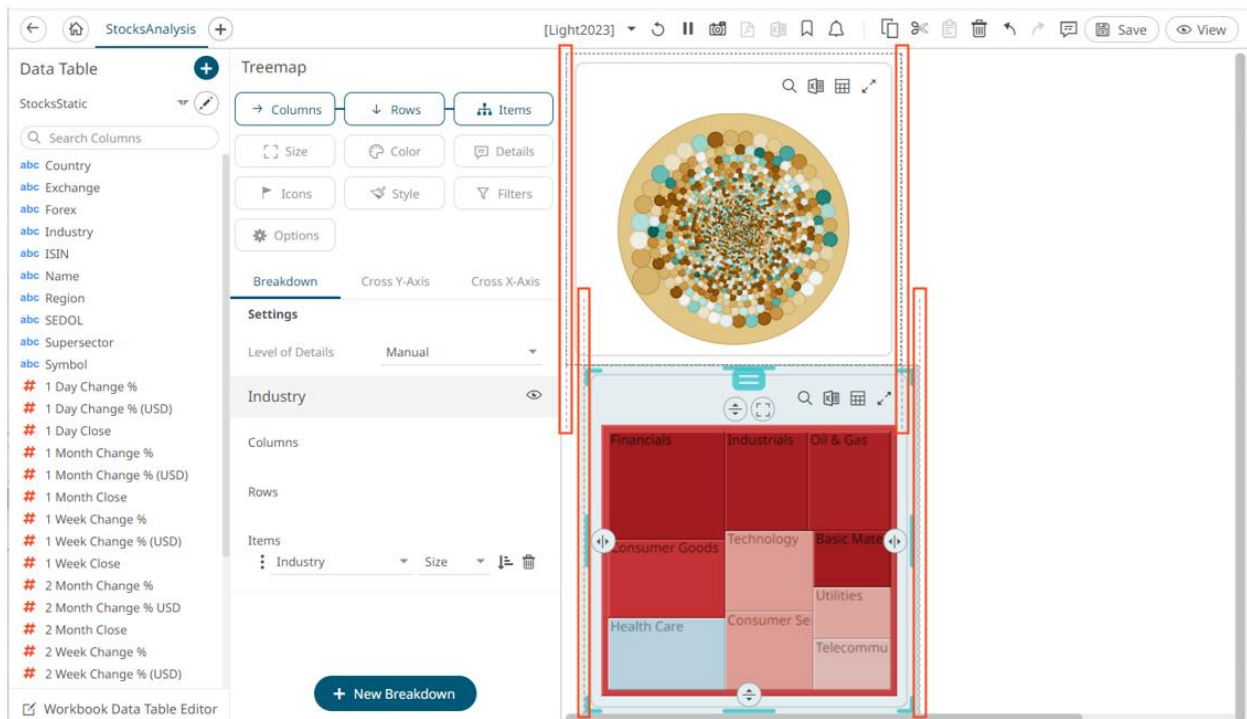 StocksAnalysis
[Light2023]
Save
View
Data Table
StocksStatic
Search Columns
abc Country
abc Exchange
abc Forex
abc Industry
abc ISIN
abc Name
abc Region
abc SEDOL
abc Supersector
abc Symbol
# 1 Day Change %
# 1 Day Change % (USD)
# 1 Day Close
# 1 Month Change %
# 1 Month Change % (USD)
# 1 Month Close
# 1 Week Change %
# 1 Week Change % (USD)
# 1 Week Close
# 2 Month Change %
# 2 Month Change % USD
# 2 Month Close
# 2 Week Change %
# 2 Week Change % (USD)
Workbook Data Table Editor
Treemap
Columns
Rows
Items
Size
Color
Details
Icons
Style
Filters
Options
Breakdown
Cross Y-Axis
Cross X-Axis
Settings
Level of Details
Manual
Industry
Columns
Rows
Items
Industry
Size
+ New Breakdown
Financials
Industrials
Oil & Gas
Consumer Goods
Technology
Basic Mate
Utilities
Health Care
Consumer Se
Telecommu